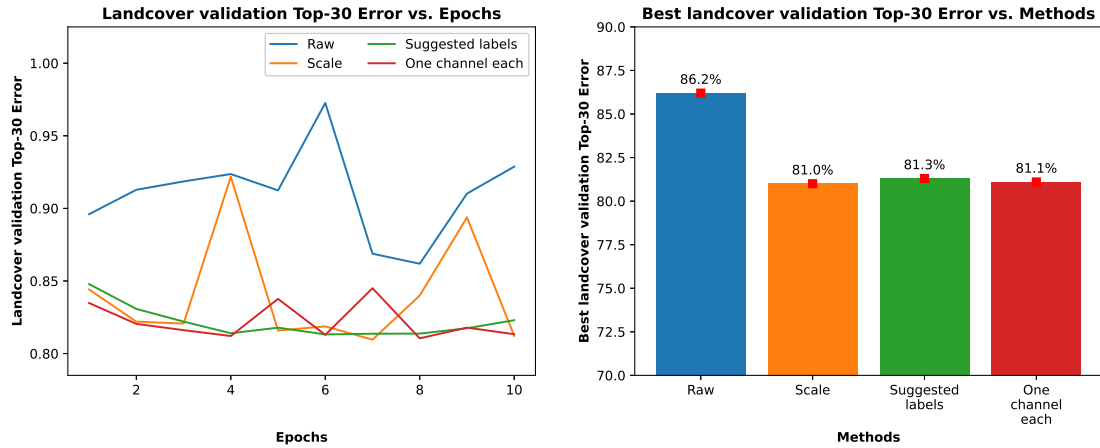 Landcover validation Top-30 Error vs. Epochs
Landcover validation Top-30 Error
1.00
0.95
0.90
0.85
0.80
Raw
Scale
Suggested labels
One channel each
2
4
6
8
10
Epochs
Best landcover validation Top-30 Error vs. Methods
Best landcover validation Top-30 Error
90.0
87.5
85.0
82.5
80.0
77.5
75.0
72.5
70.0
86.2%
81.0%
81.3%
81.1%
Raw
Scale
Suggested
labels
One
channel
each
Methods